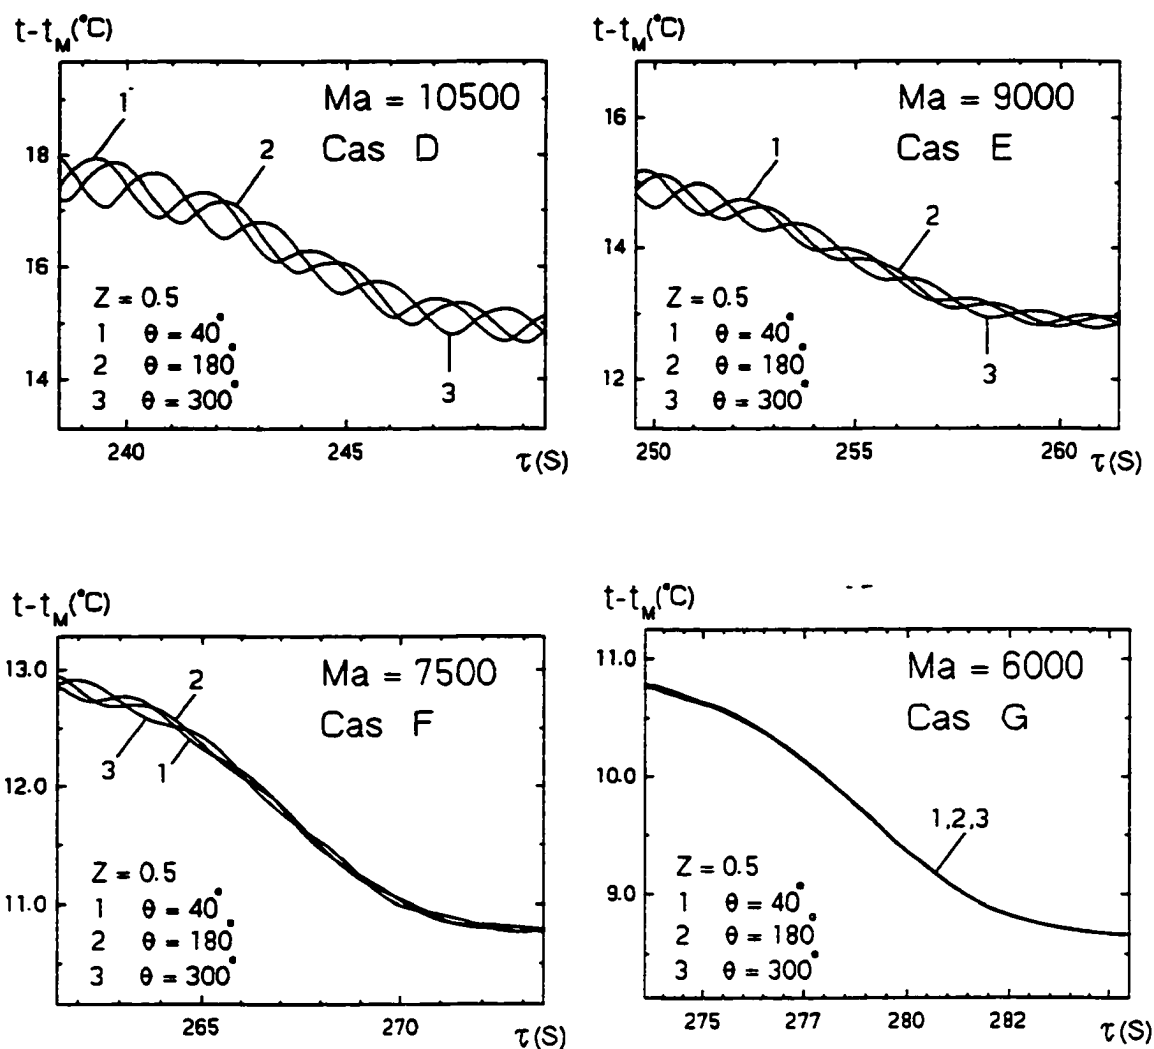 t-t_M(°C)
Ma = 10500
Cas D
1
2
3
18
16
14
Z = 0.5
1 θ = 40°
2 θ = 180°
3 θ = 300°
240 245 τ(S)
t-t_M(°C)
Ma = 9000
Cas E
1
2
3
16
15.0
14
13.0
12
Z = 0.5
1 θ = 40°
2 θ = 180°
3 θ = 300°
250 255 260 τ(S)
t-t_M(°C)
Ma = 7500
Cas F
2
3
1
13.0
12.0
11.0
Z = 0.5
1 θ = 40°
2 θ = 180°
3 θ = 300°
265 270 τ(S)
t-t_M(°C)
Ma = 6000
Cas G
1,2,3
11.0
10.0
9.0
Z = 0.5
1 θ = 40°
2 θ = 180°
3 θ = 300°
275 277 280 282 τ(S)